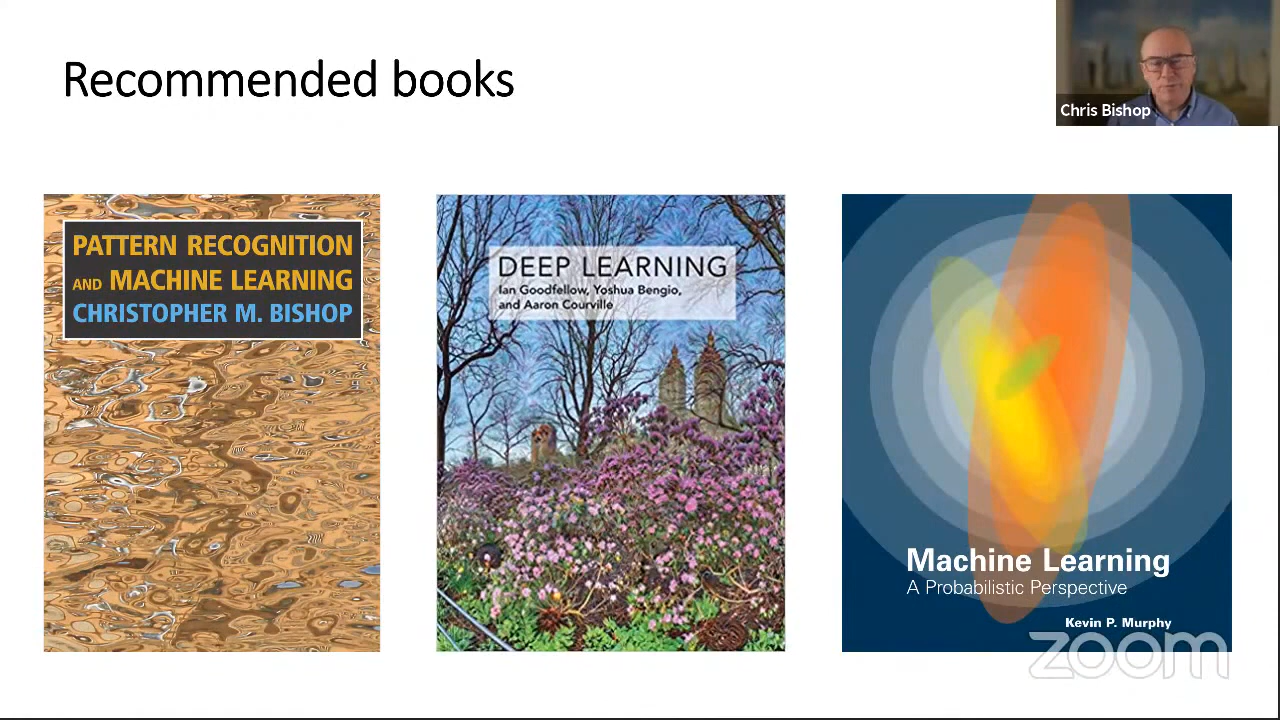 Recommended books
Chris Bishop
PATTERN RECOGNITION
AND MACHINE LEARNING
CHRISTOPHER M. BISHOP
DEEP LEARNING
Ian Goodfellow, Yoshua Bengio,
and Aaron Courville
Machine Learning
A Probabilistic Perspective
Kevin P. Murphy
zoom